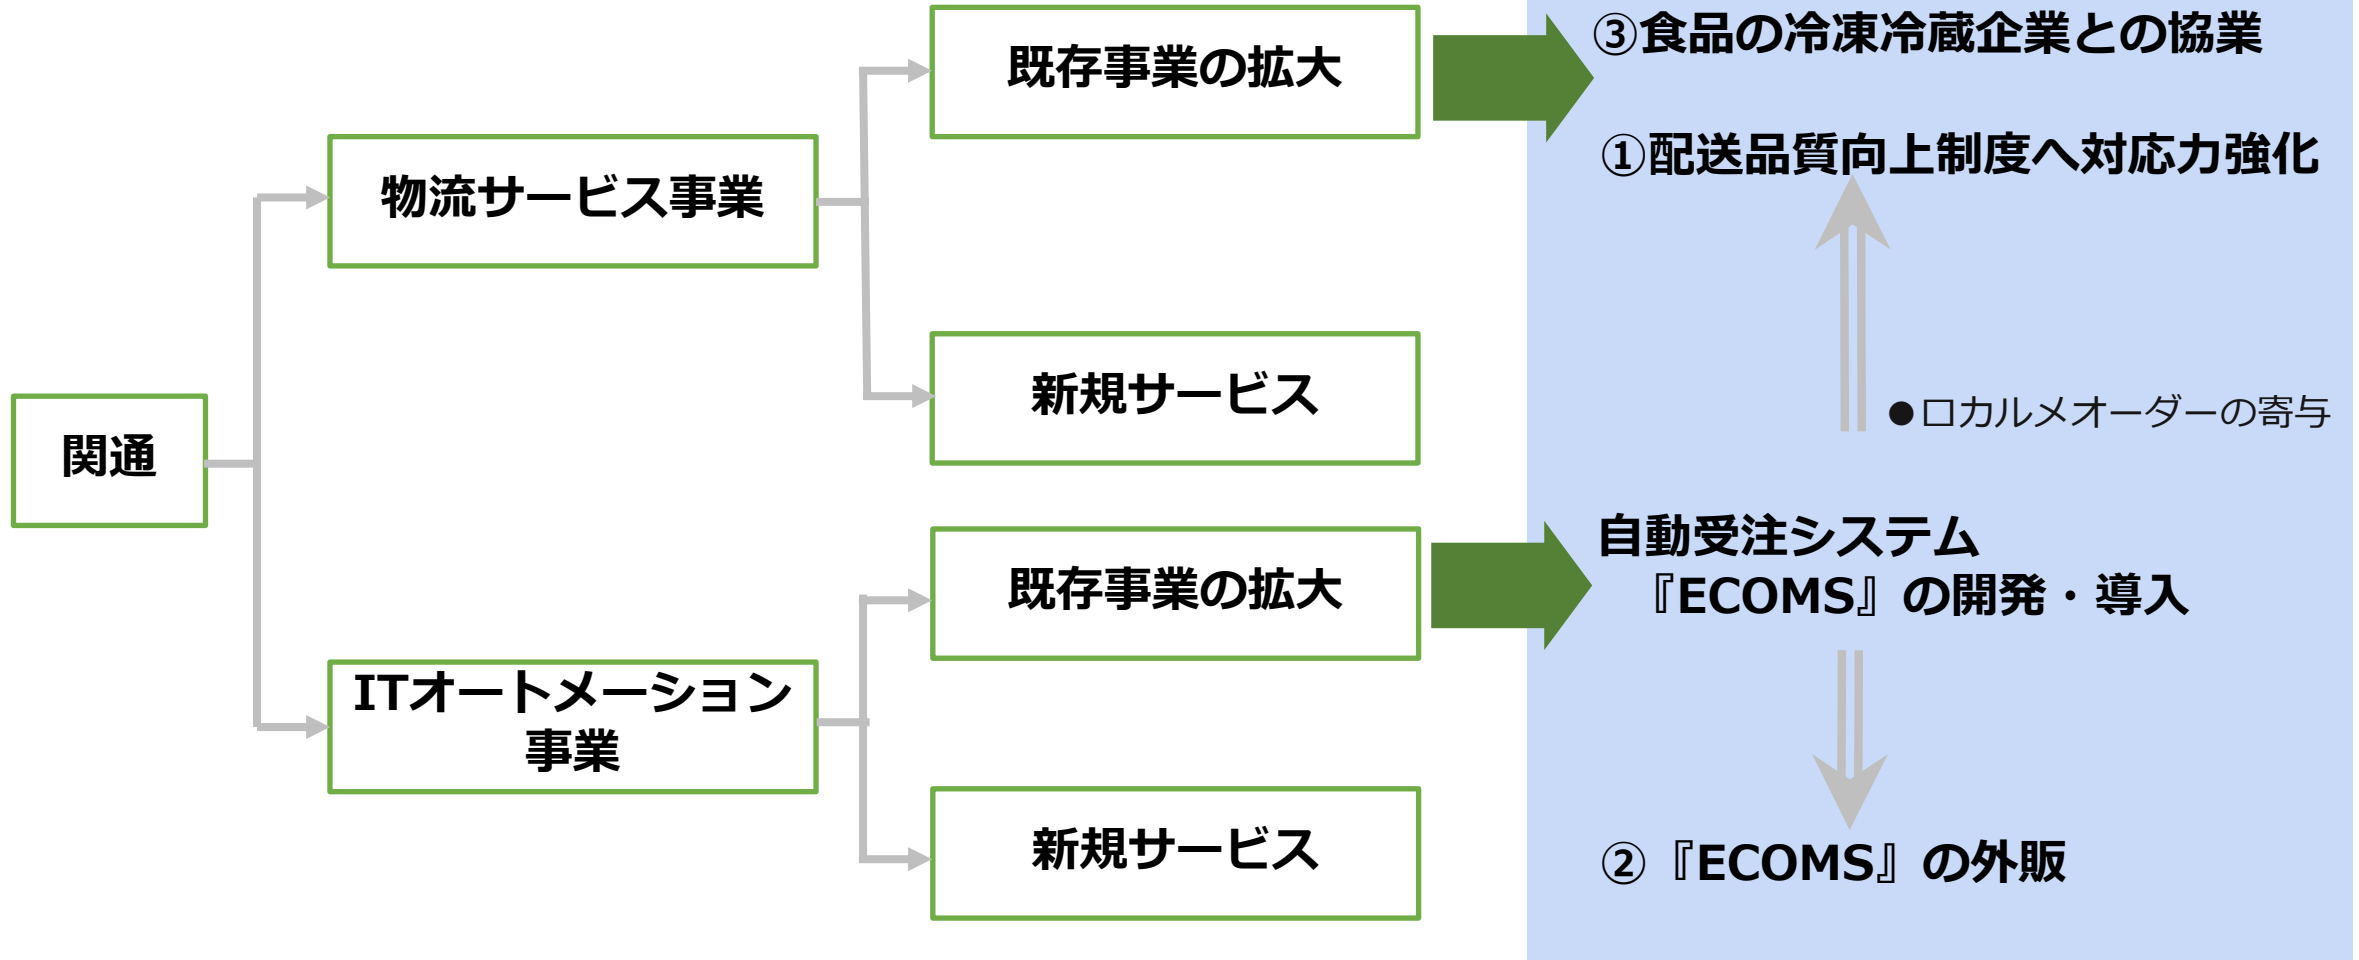 関通
物流サービス事業
ITオートメーション
事業
既存事業の拡大
新規サービス
既存事業の拡大
新規サービス
③食品の冷凍冷蔵企業との協業
①配送品質向上制度へ対応力強化
●ロカルメオーダーの寄与
自動受注システム
『ECOMS』の開発・導入
②『ECOMS』の外販